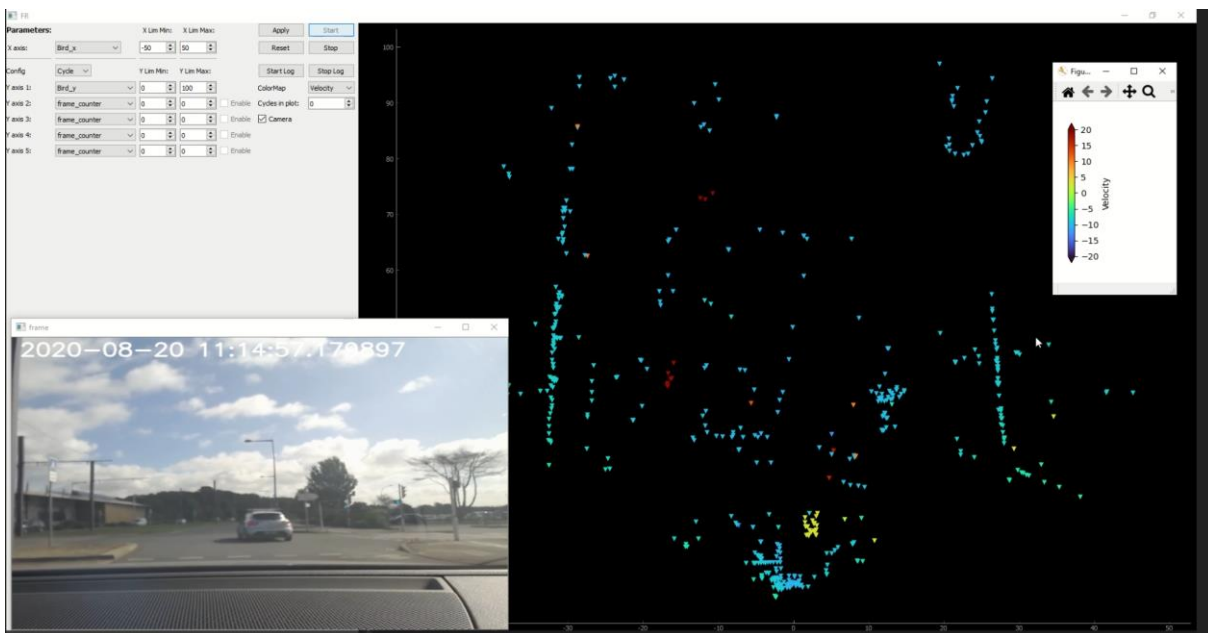 FR
Parameters: X Lim Min: X Lim Max: Apply Start
X axis: Bird_x -50 50 Reset Stop
Config Cycle Y Lim Min: Y Lim Max: Start Log Stop Log
Y axis 1: Bird_y 0 100 ColorMap Velocity
Y axis 2: frame_counter 0 0 Enable Cycles in plot: 0
Y axis 3: frame_counter 0 0 Enable Camera
Y axis 4: frame_counter 0 0 Enable
Y axis 5: frame_counter 0 0 Enable
100
90
80
70
60
-30 -20 -10 0 10 20 30 40 50
Figu...
20
15
10
5
0
-5
-10
-15
-20
Velocity
frame
2020-08-20 11:14:57.179897